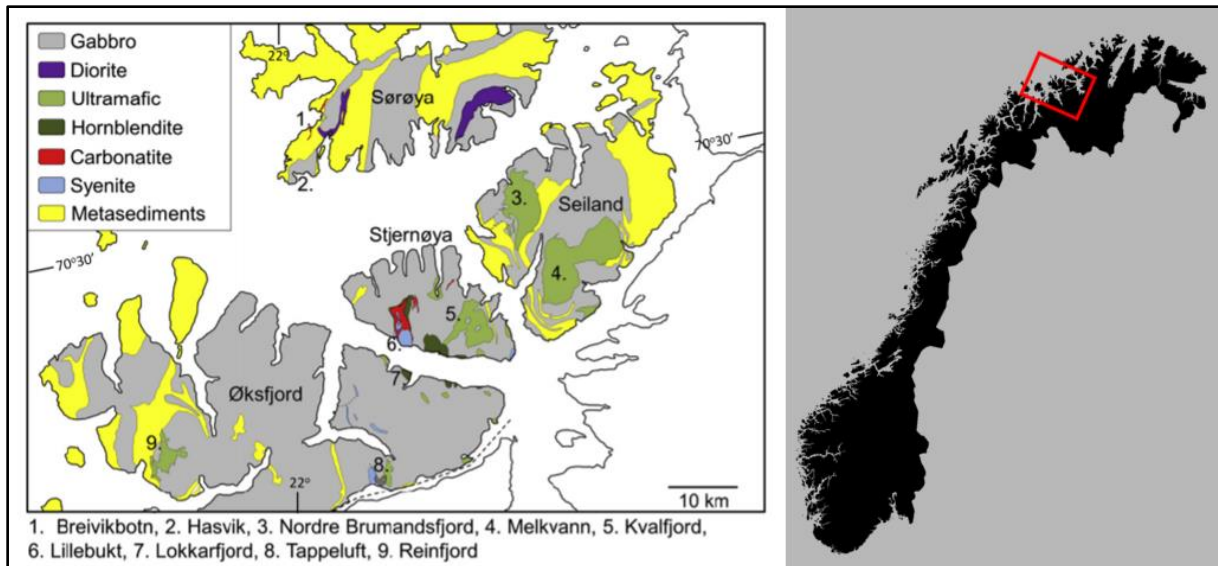 Gabbro
Diorite
Ultramafic
Hornblendite
Carbonatite
Syenite
Metasediments
22°
Sørøya
1.
2.
3.
Seiland
Stjernøya
70°30'
70°30'
4.
5.
6.
7.
Øksfjord
9.
8.
22°
10 km
1. Breivikbotn, 2. Hasvik, 3. Nordre Brumandsfjord, 4. Melkvann, 5. Kvalfjord,
6. Lillebukt, 7. Lokkarfjord, 8. Tappeluft, 9. Reinfjord